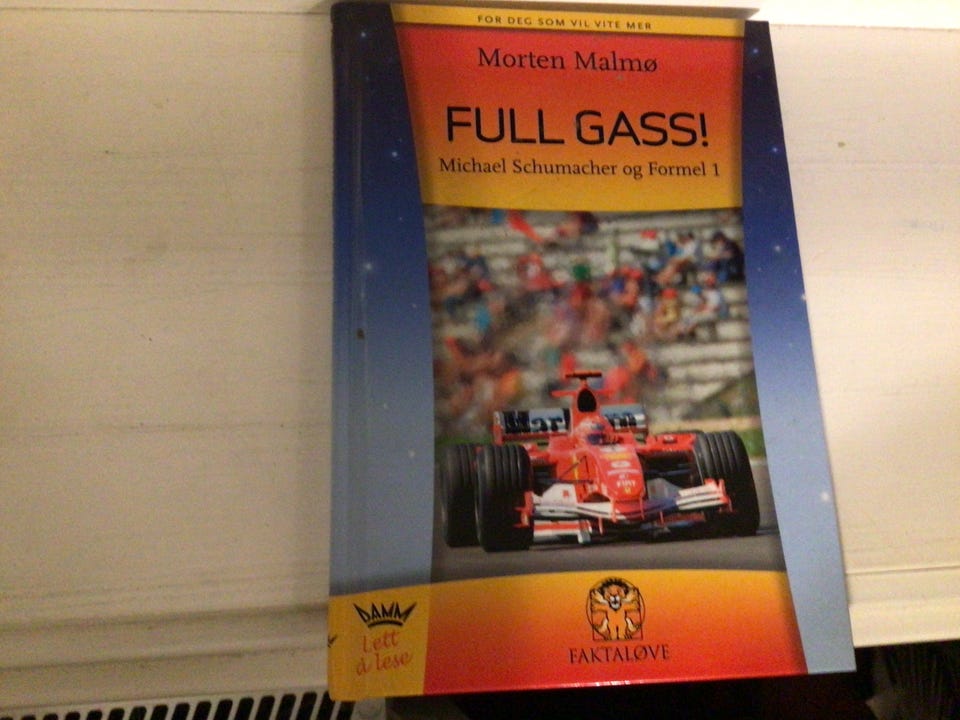 FOR DEG SOM VIL VITE MER
Morten Malmø
FULL GASS!
Michael Schumacher og Formel 1
Marl
DAMM
Lett
å lese
FAKTALØVE